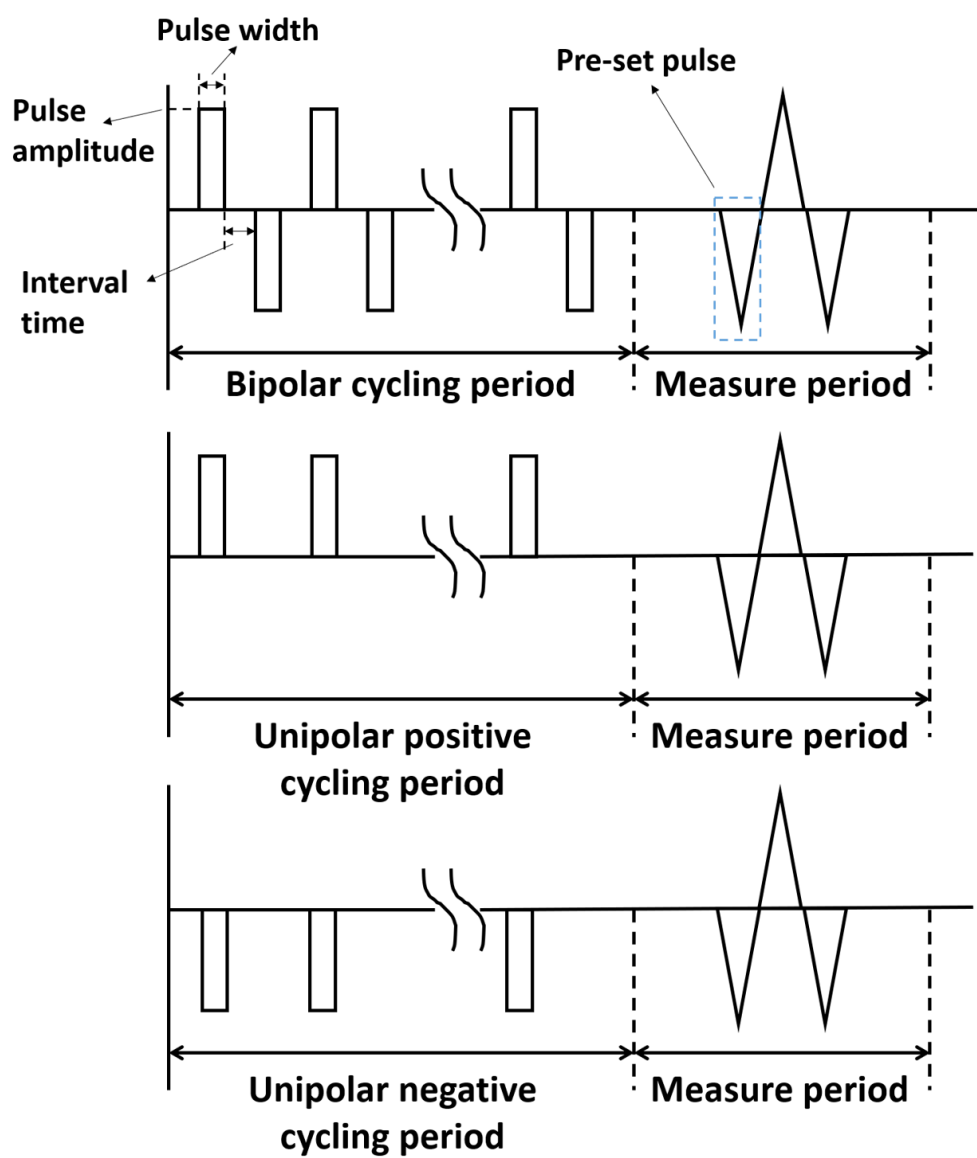 Pulse width
Pre-set pulse
Pulse
amplitude
Interval
time
Bipolar cycling period
Measure period
Unipolar positive
cycling period
Measure period
Unipolar negative
cycling period
Measure period